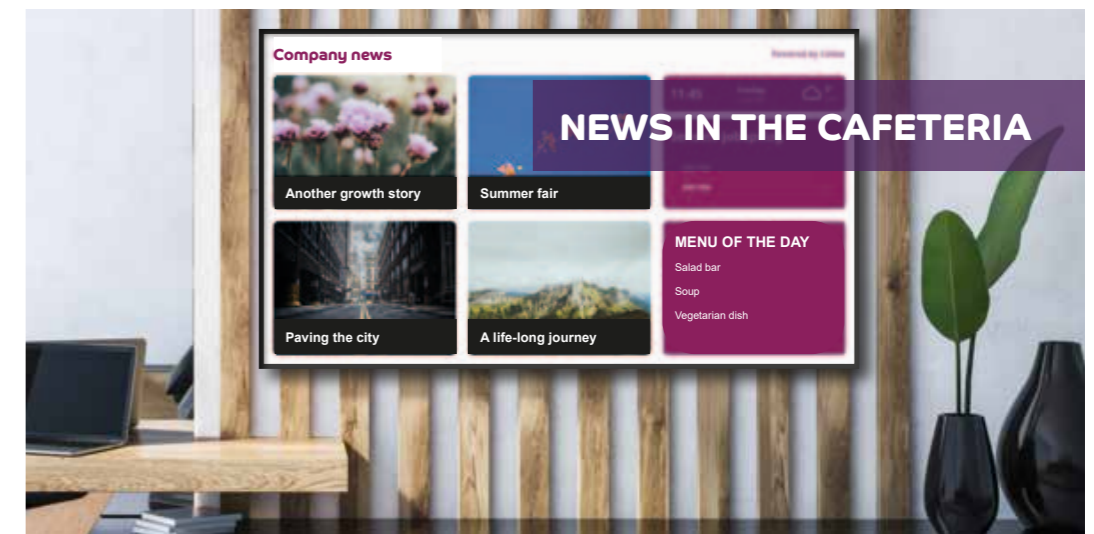 Company news
NEWS IN THE CAFETERIA
Another growth story
Summer fair
MENU OF THE DAY
Salad bar
Soup
Vegetarian dish
Paving the city
A life-long journey